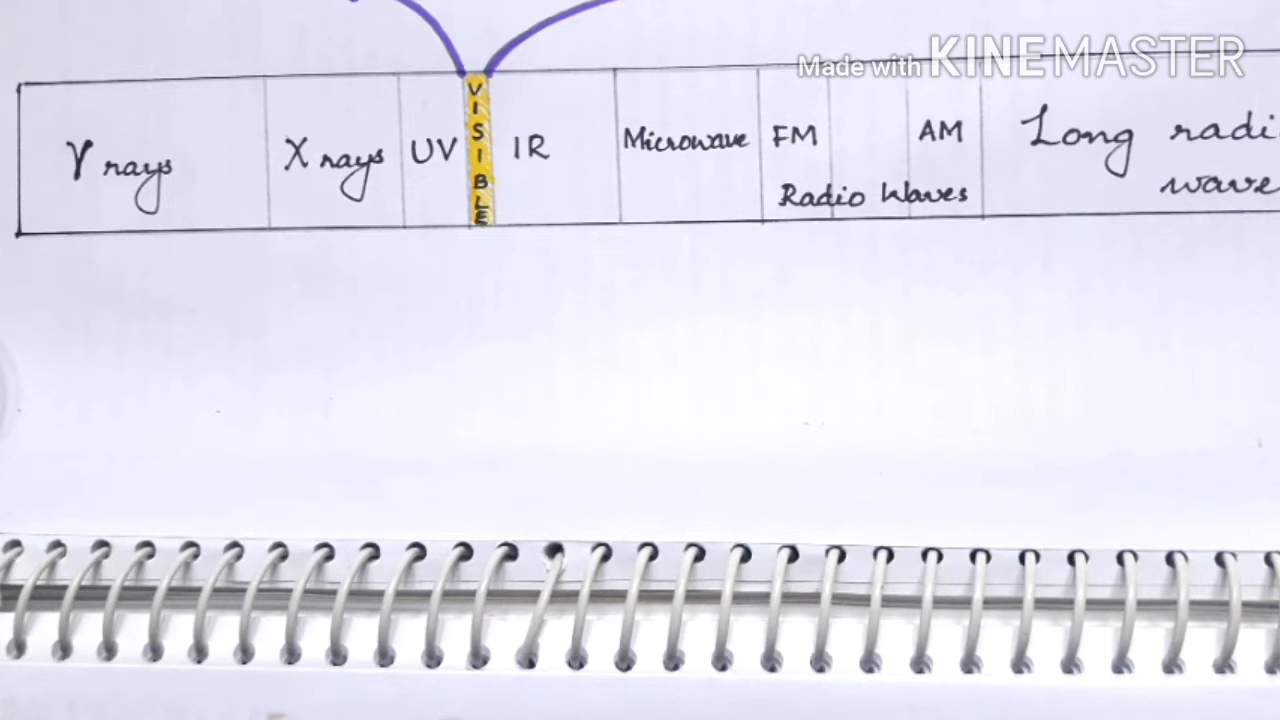 Made with KINEMASTER
γ rays
X rays
UV
VISIBLE
IR
Microwave
FM
AM
Radio Waves
Long radi
wave